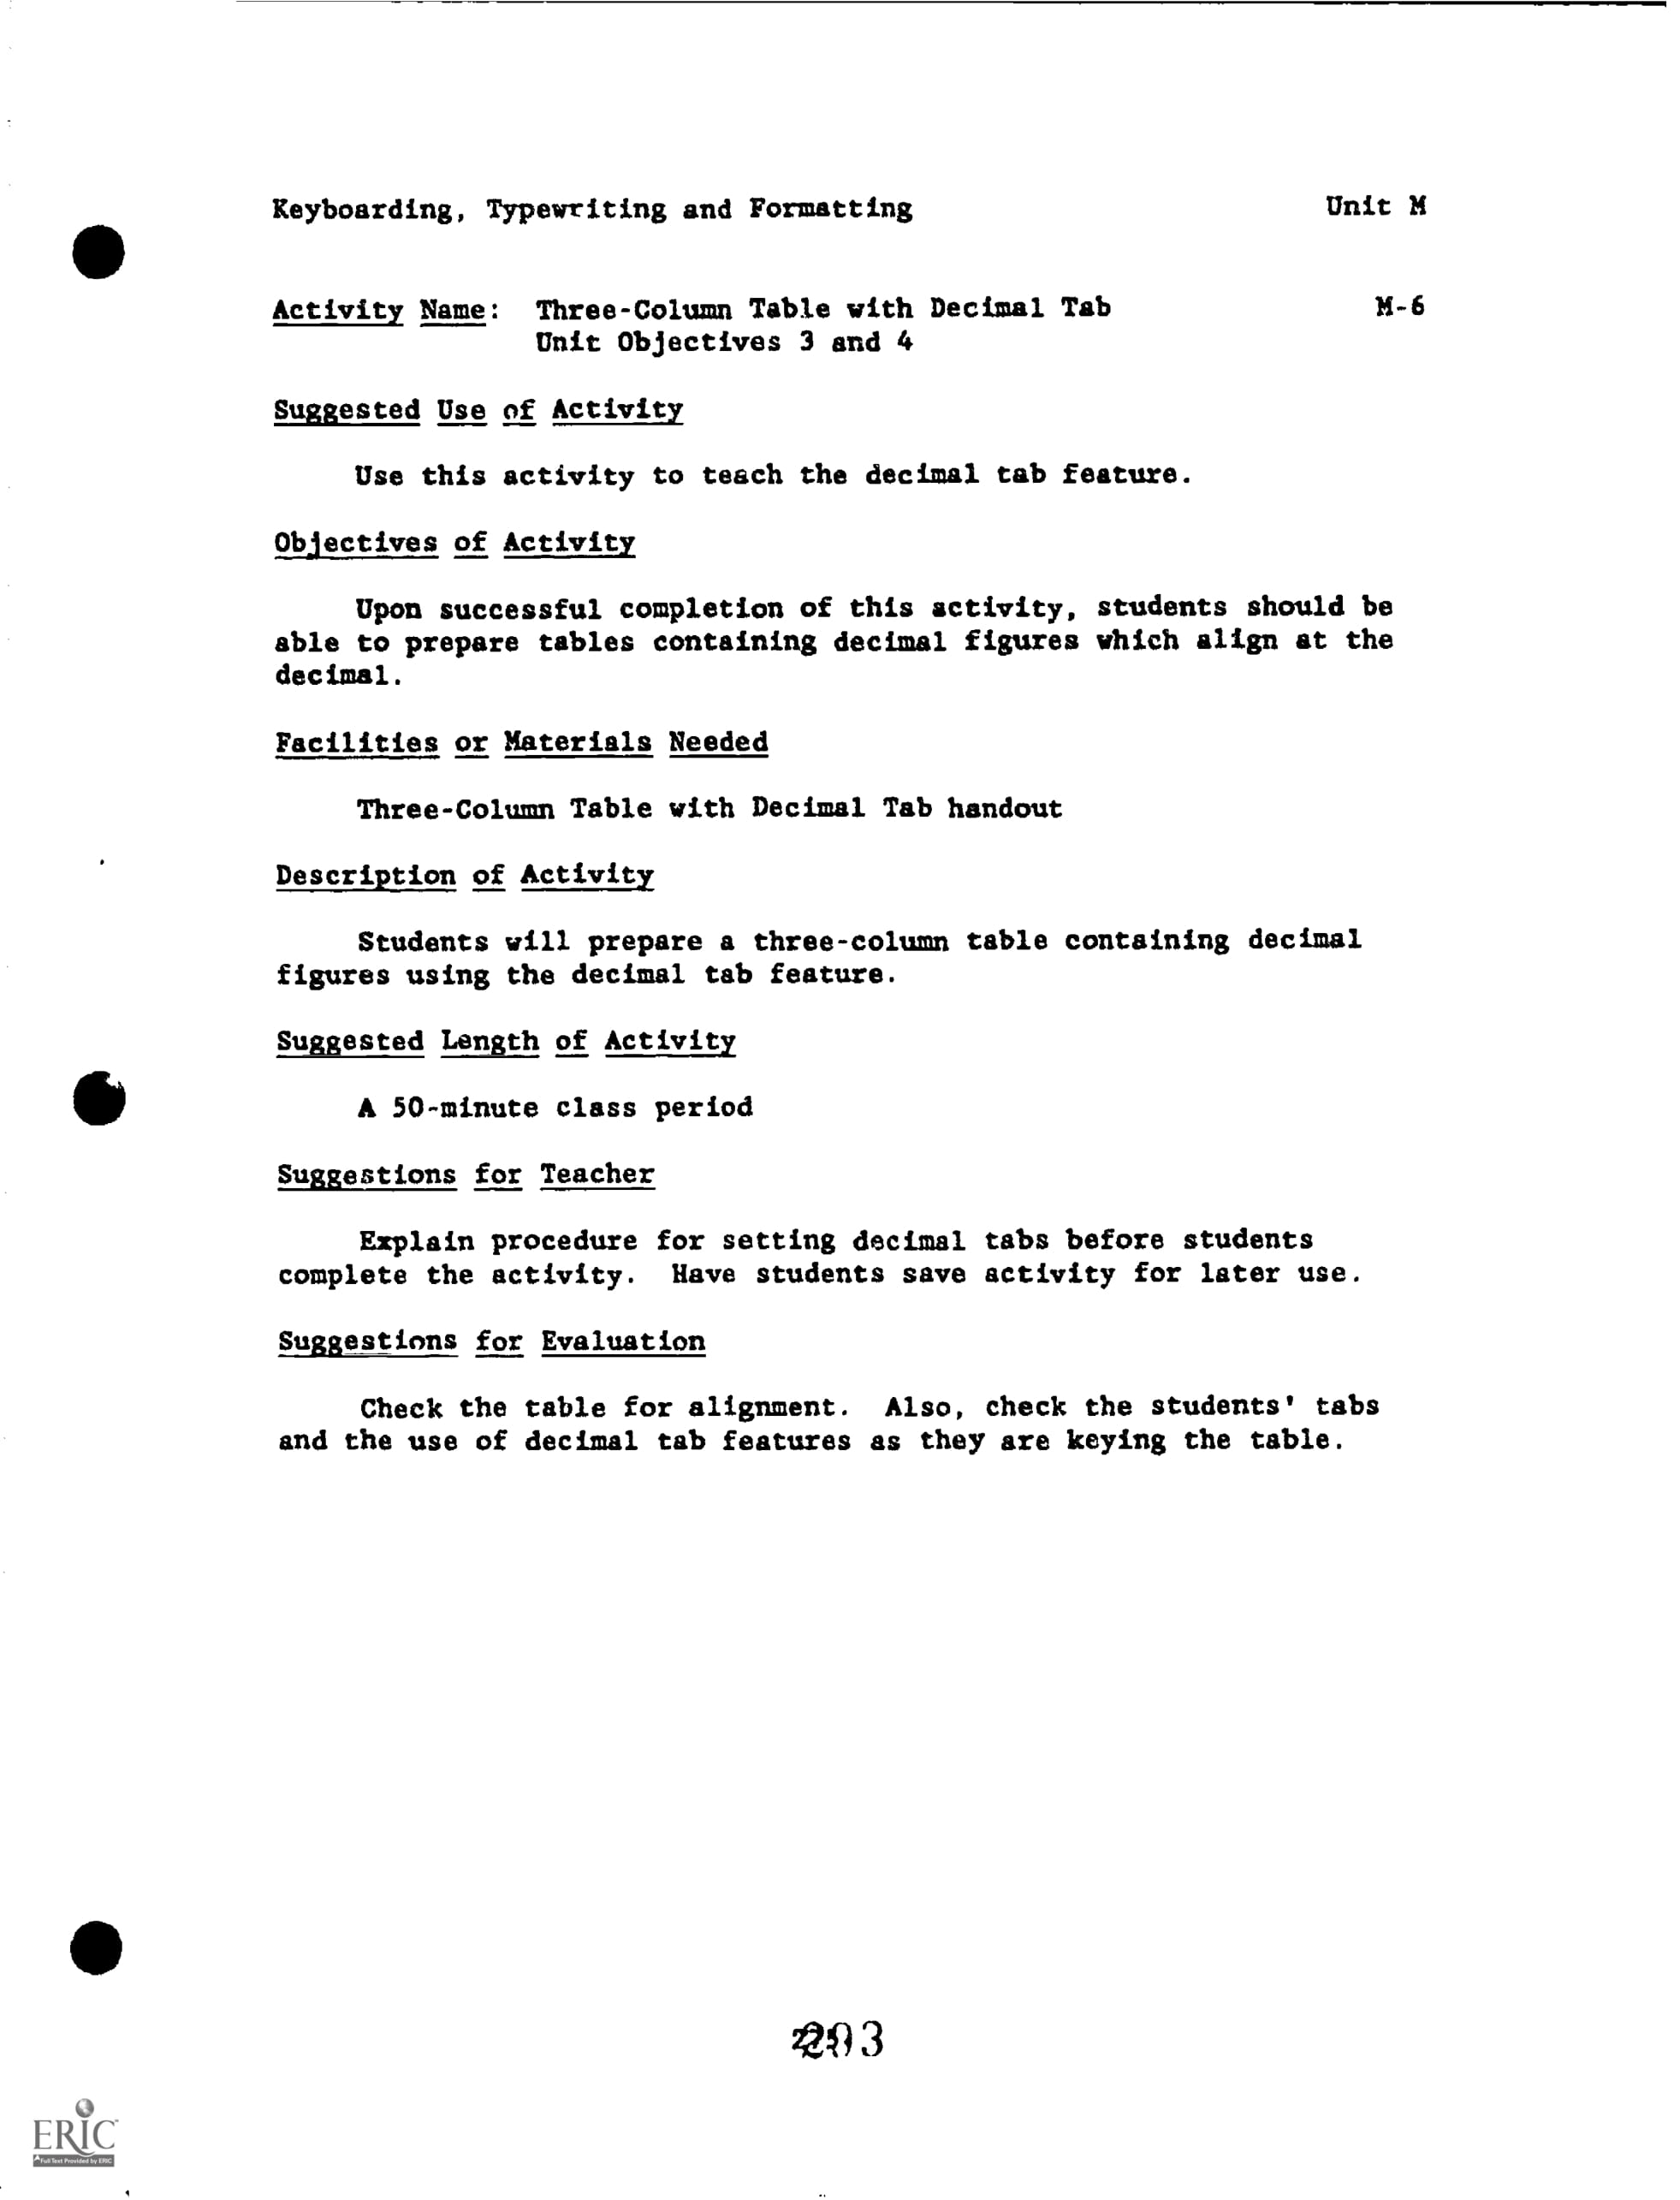 Keyboarding, Typewriting and Formatting Unit M
Activity Name: Three-Column Table with Decimal Tab M-6
Unit Objectives 3 and 4
Suggested Use of Activity
Use this activity to teach the decimal tab feature.
Objectives of Activity
Upon successful completion of this activity, students should be
able to prepare tables containing decimal figures which align at the
decimal.
Facilities or Materials Needed
Three-Column Table with Decimal Tab handout
Description of Activity
Students will prepare a three-column table containing decimal
figures using the decimal tab feature.
Suggested Length of Activity
A 50-minute class period
Suggestions for Teacher
Explain procedure for setting decimal tabs before students
complete the activity. Have students save activity for later use.
Suggestions for Evaluation
Check the table for alignment. Also, check the students' tabs
and the use of decimal tab features as they are keying the table.
ERIC
Full Text Provided by ERIC